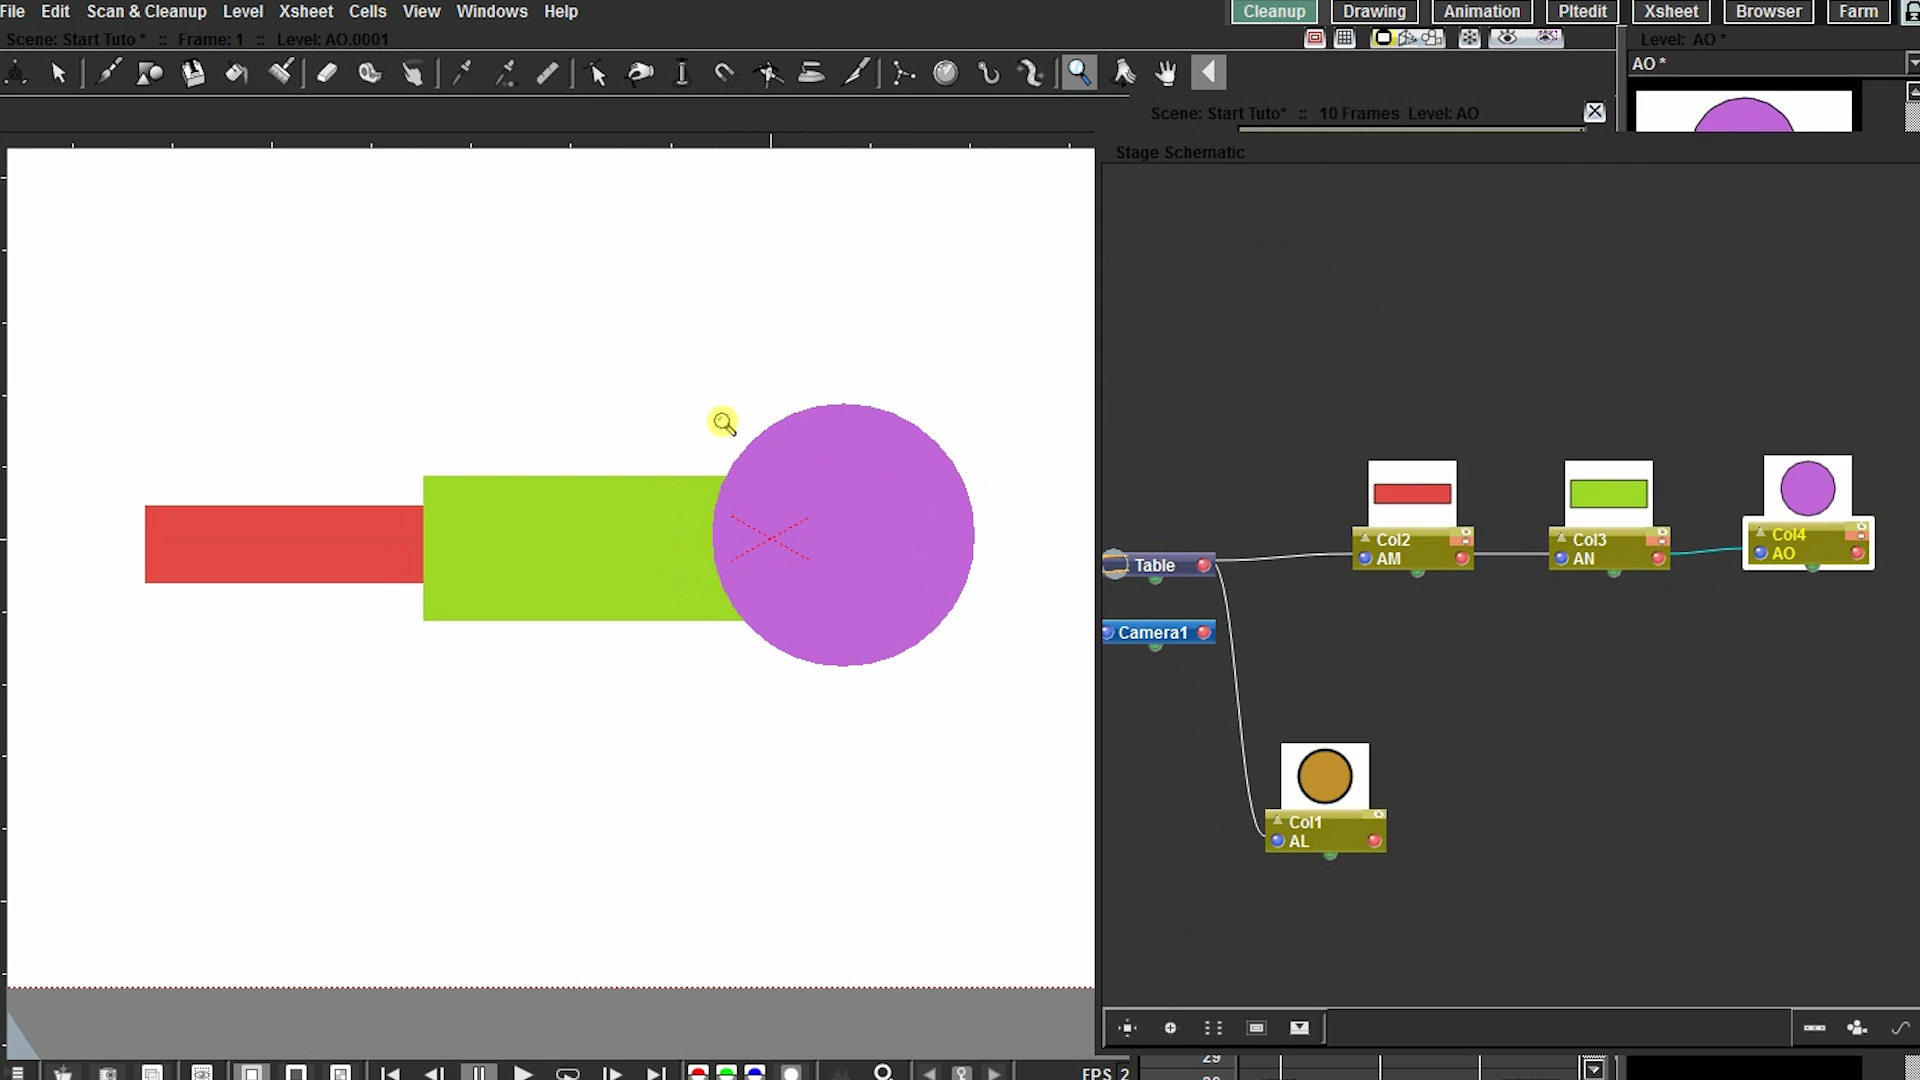 File Edit Scan & Cleanup Level Xsheet Cells View Windows Help
Cleanup Drawing Animation Pltedit Xsheet Browser Farm
Scene: Start Tuto * :: Frame: 1 :: Level: AO.0001
Level: AO *
AO *
Scene: Start Tuto* :: 10 Frames Level: AO
Stage Schematic
Col2
AM
Col3
AN
Col4
AO
Table
Camera1
Col1
AL
29
FPS 2